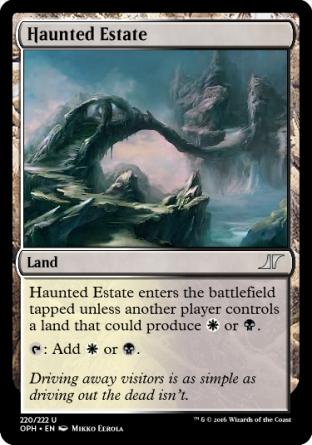 Haunted Estate
Land
Haunted Estate enters the battlefield
tapped unless another player controls
a land that could produce or .
: Add or .
Driving away visitors is as simple as
driving out the dead isn't.
220/222 U
OPH • EN Mikko Eerola
™ & © 2016 Wizards of the Coast